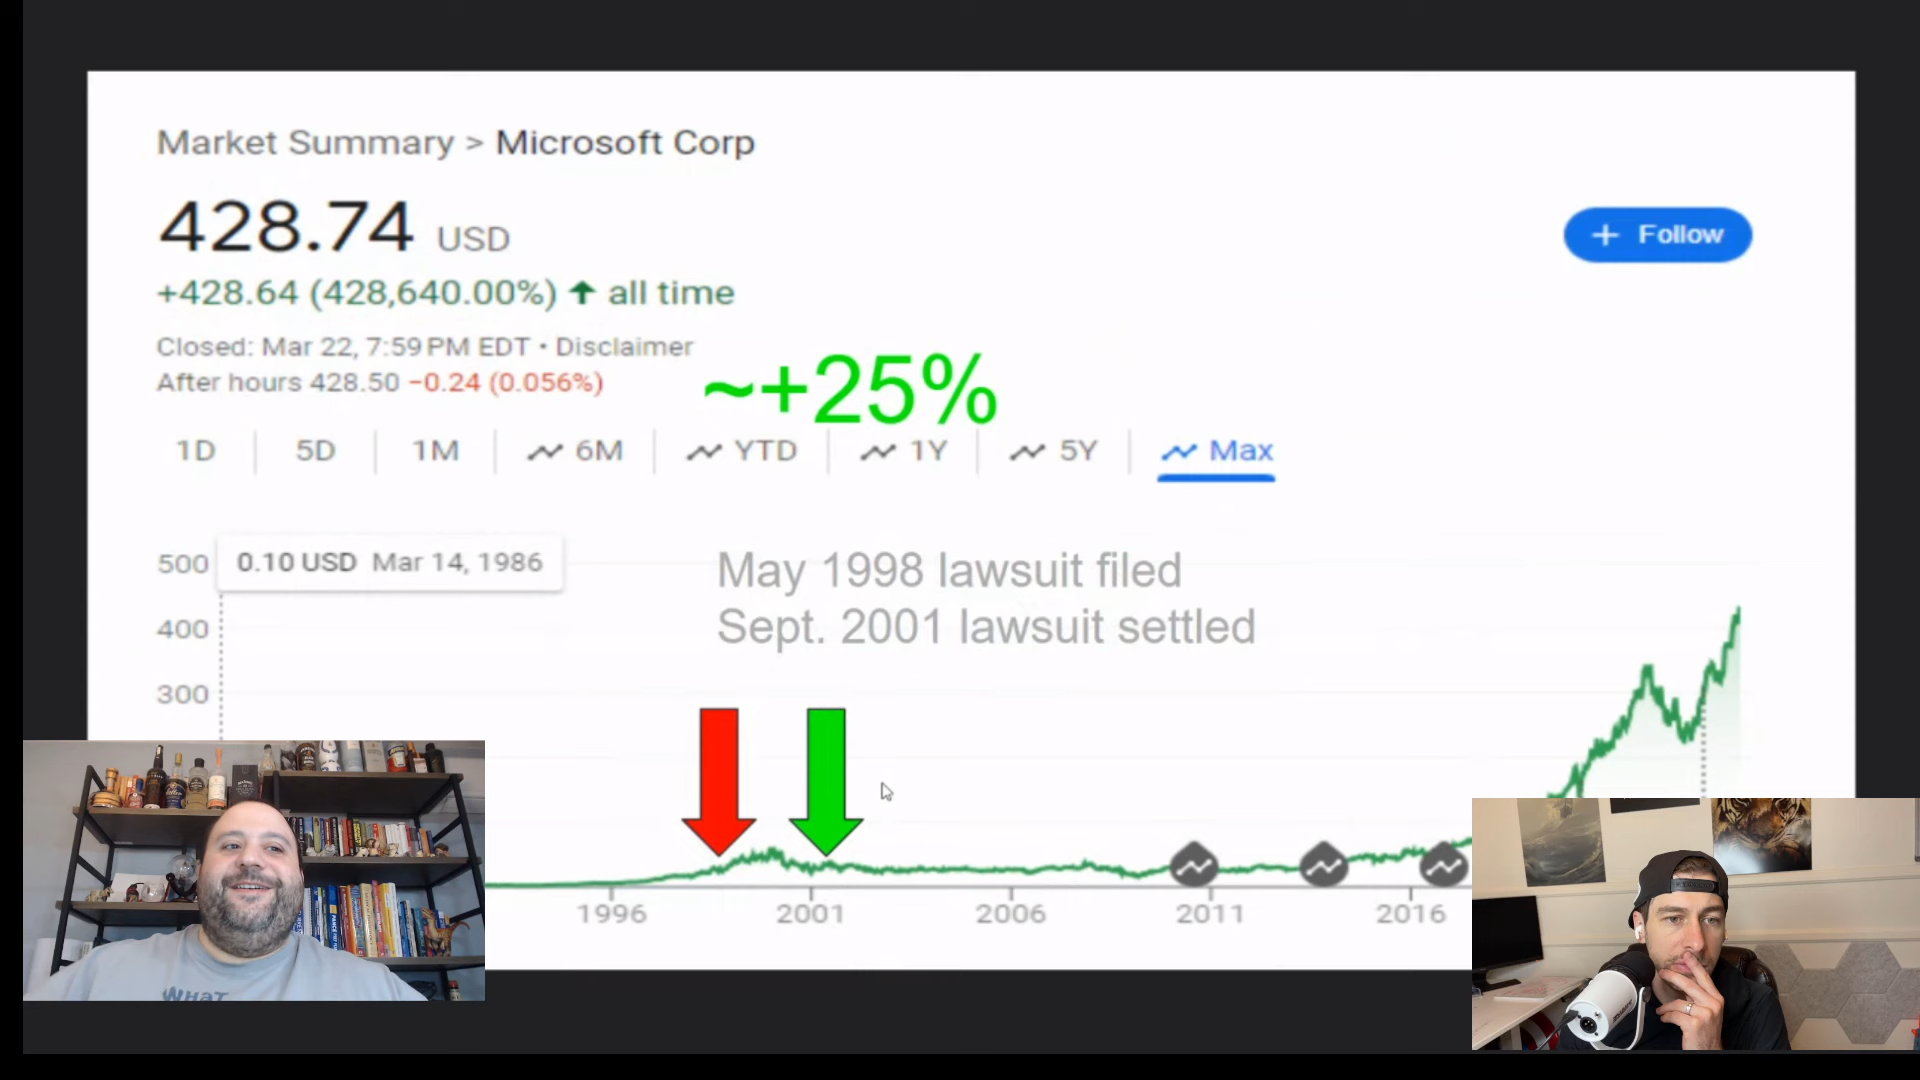 Market Summary > Microsoft Corp
428.74 USD
+ Follow
+428.64 (428,640.00%) ↑ all time
Closed: Mar 22, 7:59 PM EDT • Disclaimer
After hours 428.50 −0.24 (0.056%)
~+25%
1D 5D 1M 6M YTD 1Y 5Y Max
500
0.10 USD Mar 14, 1986
May 1998 lawsuit filed
400
Sept. 2001 lawsuit settled
300
1996 2001 2006 2011 2016
WHAT